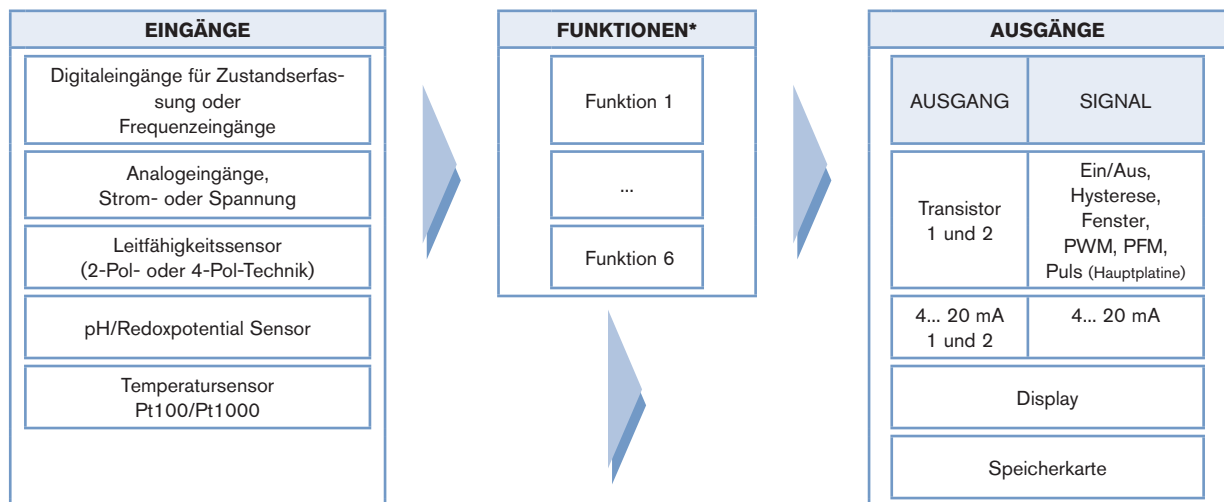 EINGÄNGE
Digitaleingänge für Zustandserfas-
sung oder
Frequenzeingänge
Analogeingänge,
Strom- oder Spannung
Leitfähigkeitssensor
(2-Pol- oder 4-Pol-Technik)
pH/Redoxpotential Sensor
Temperatursensor
Pt100/Pt1000
FUNKTIONEN*
Funktion 1
...
Funktion 6
AUSGÄNGE
AUSGANG
SIGNAL
Transistor
1 und 2
Ein/Aus,
Hysterese,
Fenster,
PWM, PFM,
Puls (Hauptplatine)
4... 20 mA
1 und 2
4... 20 mA
Display
Speicherkarte